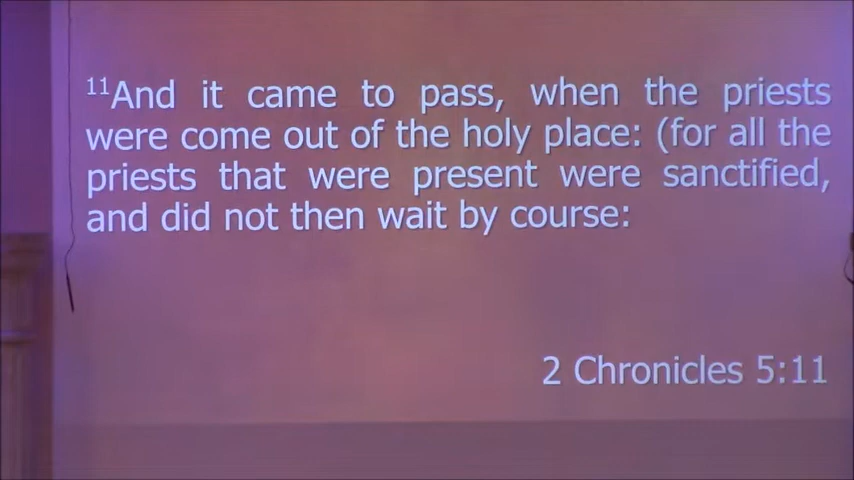 11And it came to pass, when the priests
were come out of the holy place: (for all the
priests that were present were sanctified,
and did not then wait by course:
2 Chronicles 5:11